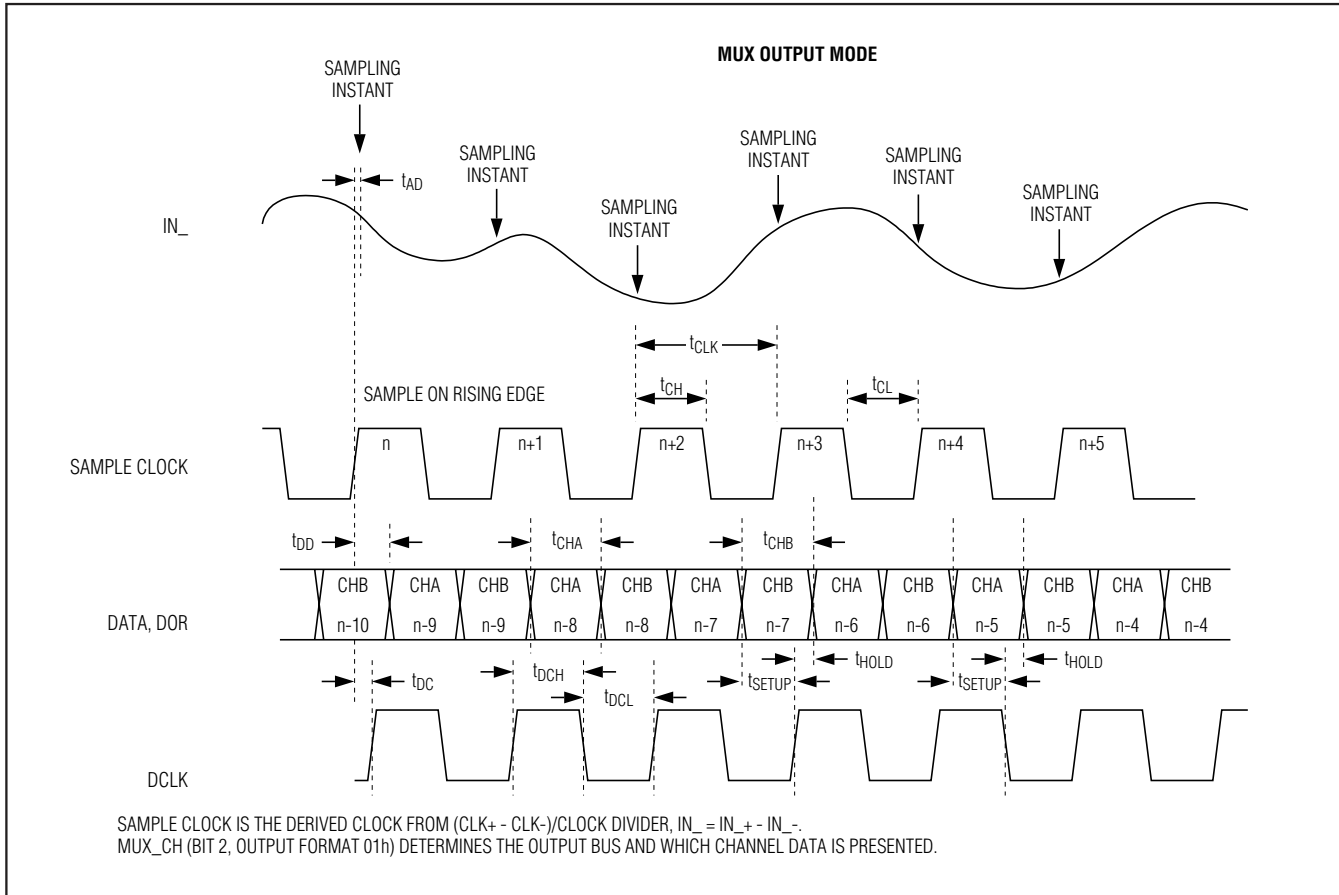 MUX OUTPUT MODE
SAMPLING
INSTANT
SAMPLING
INSTANT
SAMPLING
INSTANT
SAMPLING
INSTANT
SAMPLING
INSTANT
SAMPLING
INSTANT
tAD
IN_
tCLK
tCH
tCL
SAMPLE ON RISING EDGE
n
n+1
n+2
n+3
n+4
n+5
SAMPLE CLOCK
tDD
tCHA
tCHB
CHB CHA CHB CHA CHB CHA CHB CHA CHB CHA CHB CHA CHB
DATA, DOR
n-10 n-9 n-9 n-8 n-8 n-7 n-7 n-6 n-6 n-5 n-5 n-4 n-4
tDC
tDCH
tDCL
tSETUP
tHOLD
tSETUP
tHOLD
DCLK
SAMPLE CLOCK IS THE DERIVED CLOCK FROM (CLK+ - CLK-)/CLOCK DIVIDER, IN_ = IN_+ - IN_-.
MUX_CH (BIT 2, OUTPUT FORMAT 01h) DETERMINES THE OUTPUT BUS AND WHICH CHANNEL DATA IS PRESENTED.